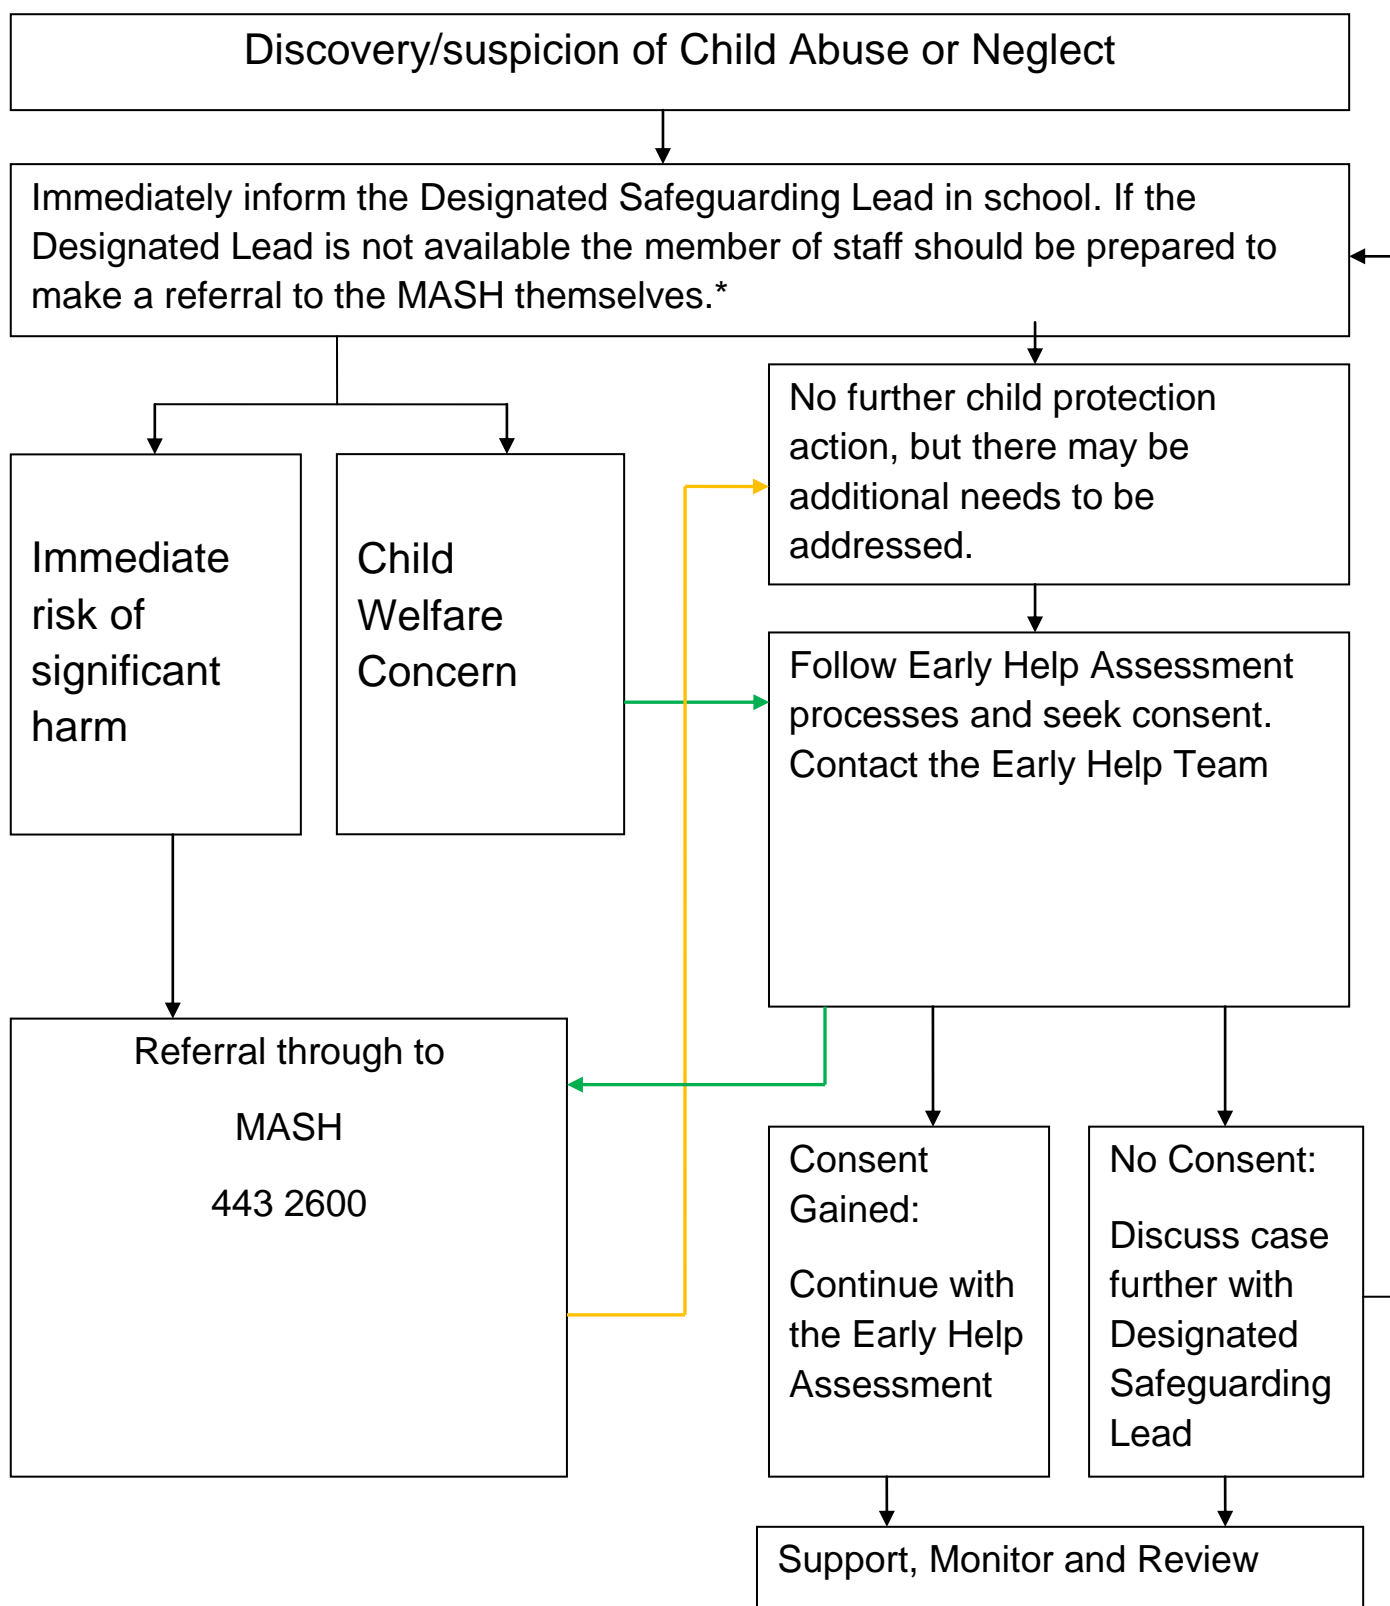 Discovery/suspicion of Child Abuse or Neglect
Immediately inform the Designated Safeguarding Lead in school. If the
Designated Lead is not available the member of staff should be prepared to
make a referral to the MASH themselves.*
No further child protection
action, but there may be
additional needs to be
addressed.
Immediate
risk of
significant
harm
Child
Welfare
Concern
Follow Early Help Assessment
processes and seek consent.
Contact the Early Help Team
Referral through to
MASH
443 2600
Consent
Gained:
Continue with
the Early Help
Assessment
No Consent:
Discuss case
further with
Designated
Safeguarding
Lead
Support, Monitor and Review